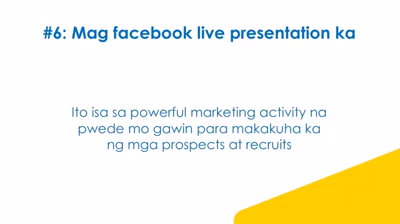 #6: Mag facebook live presentation ka
Ito isa sa powerful marketing activity na
pwede mo gawin para makakuha ka
ng mga prospects at recruits